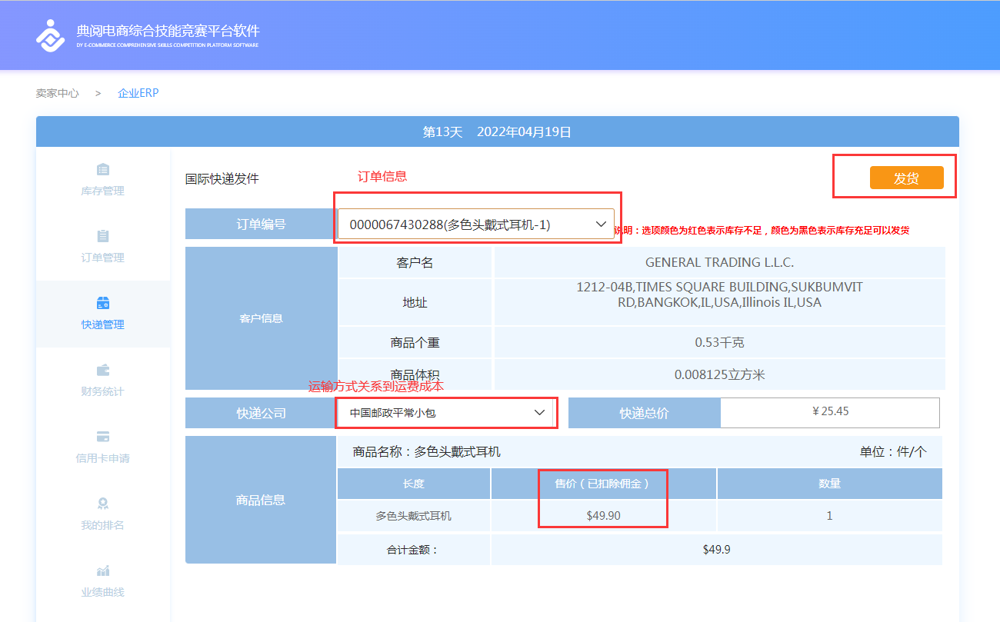 典阅电商综合技能竞赛平台软件
DY E-COMMERCE COMPREHENSIVE SKILLS COMPETITION PLATFORM SOFTWARE
卖家中心 > 企业ERP
第13天 2022年04月19日
库存管理
订单管理
快递管理
财务统计
信用卡申请
我的排名
业绩曲线
国际快递发件
订单信息
发货
订单编号
0000067430288(多色头戴式耳机-1)
说明：选项颜色为红色表示库存不足，颜色为黑色表示库存充足可以发货
客户信息
客户名
GENERAL TRADING L.L.C.
地址
1212-04B,TIMES SQUARE BUILDING,SUKBUMVIT
RD,BANGKOK,IL,USA,Illinois IL,USA
商品个重
0.53千克
商品体积
0.008125立方米
运输方式关系到运费成本
快递公司
中国邮政平常小包
快递总价
￥25.45
商品信息
商品名称：多色头戴式耳机
单位：件/个
长度
售价（已扣除佣金）
数量
多色头戴式耳机
$49.90
1
合计金额：
$49.9